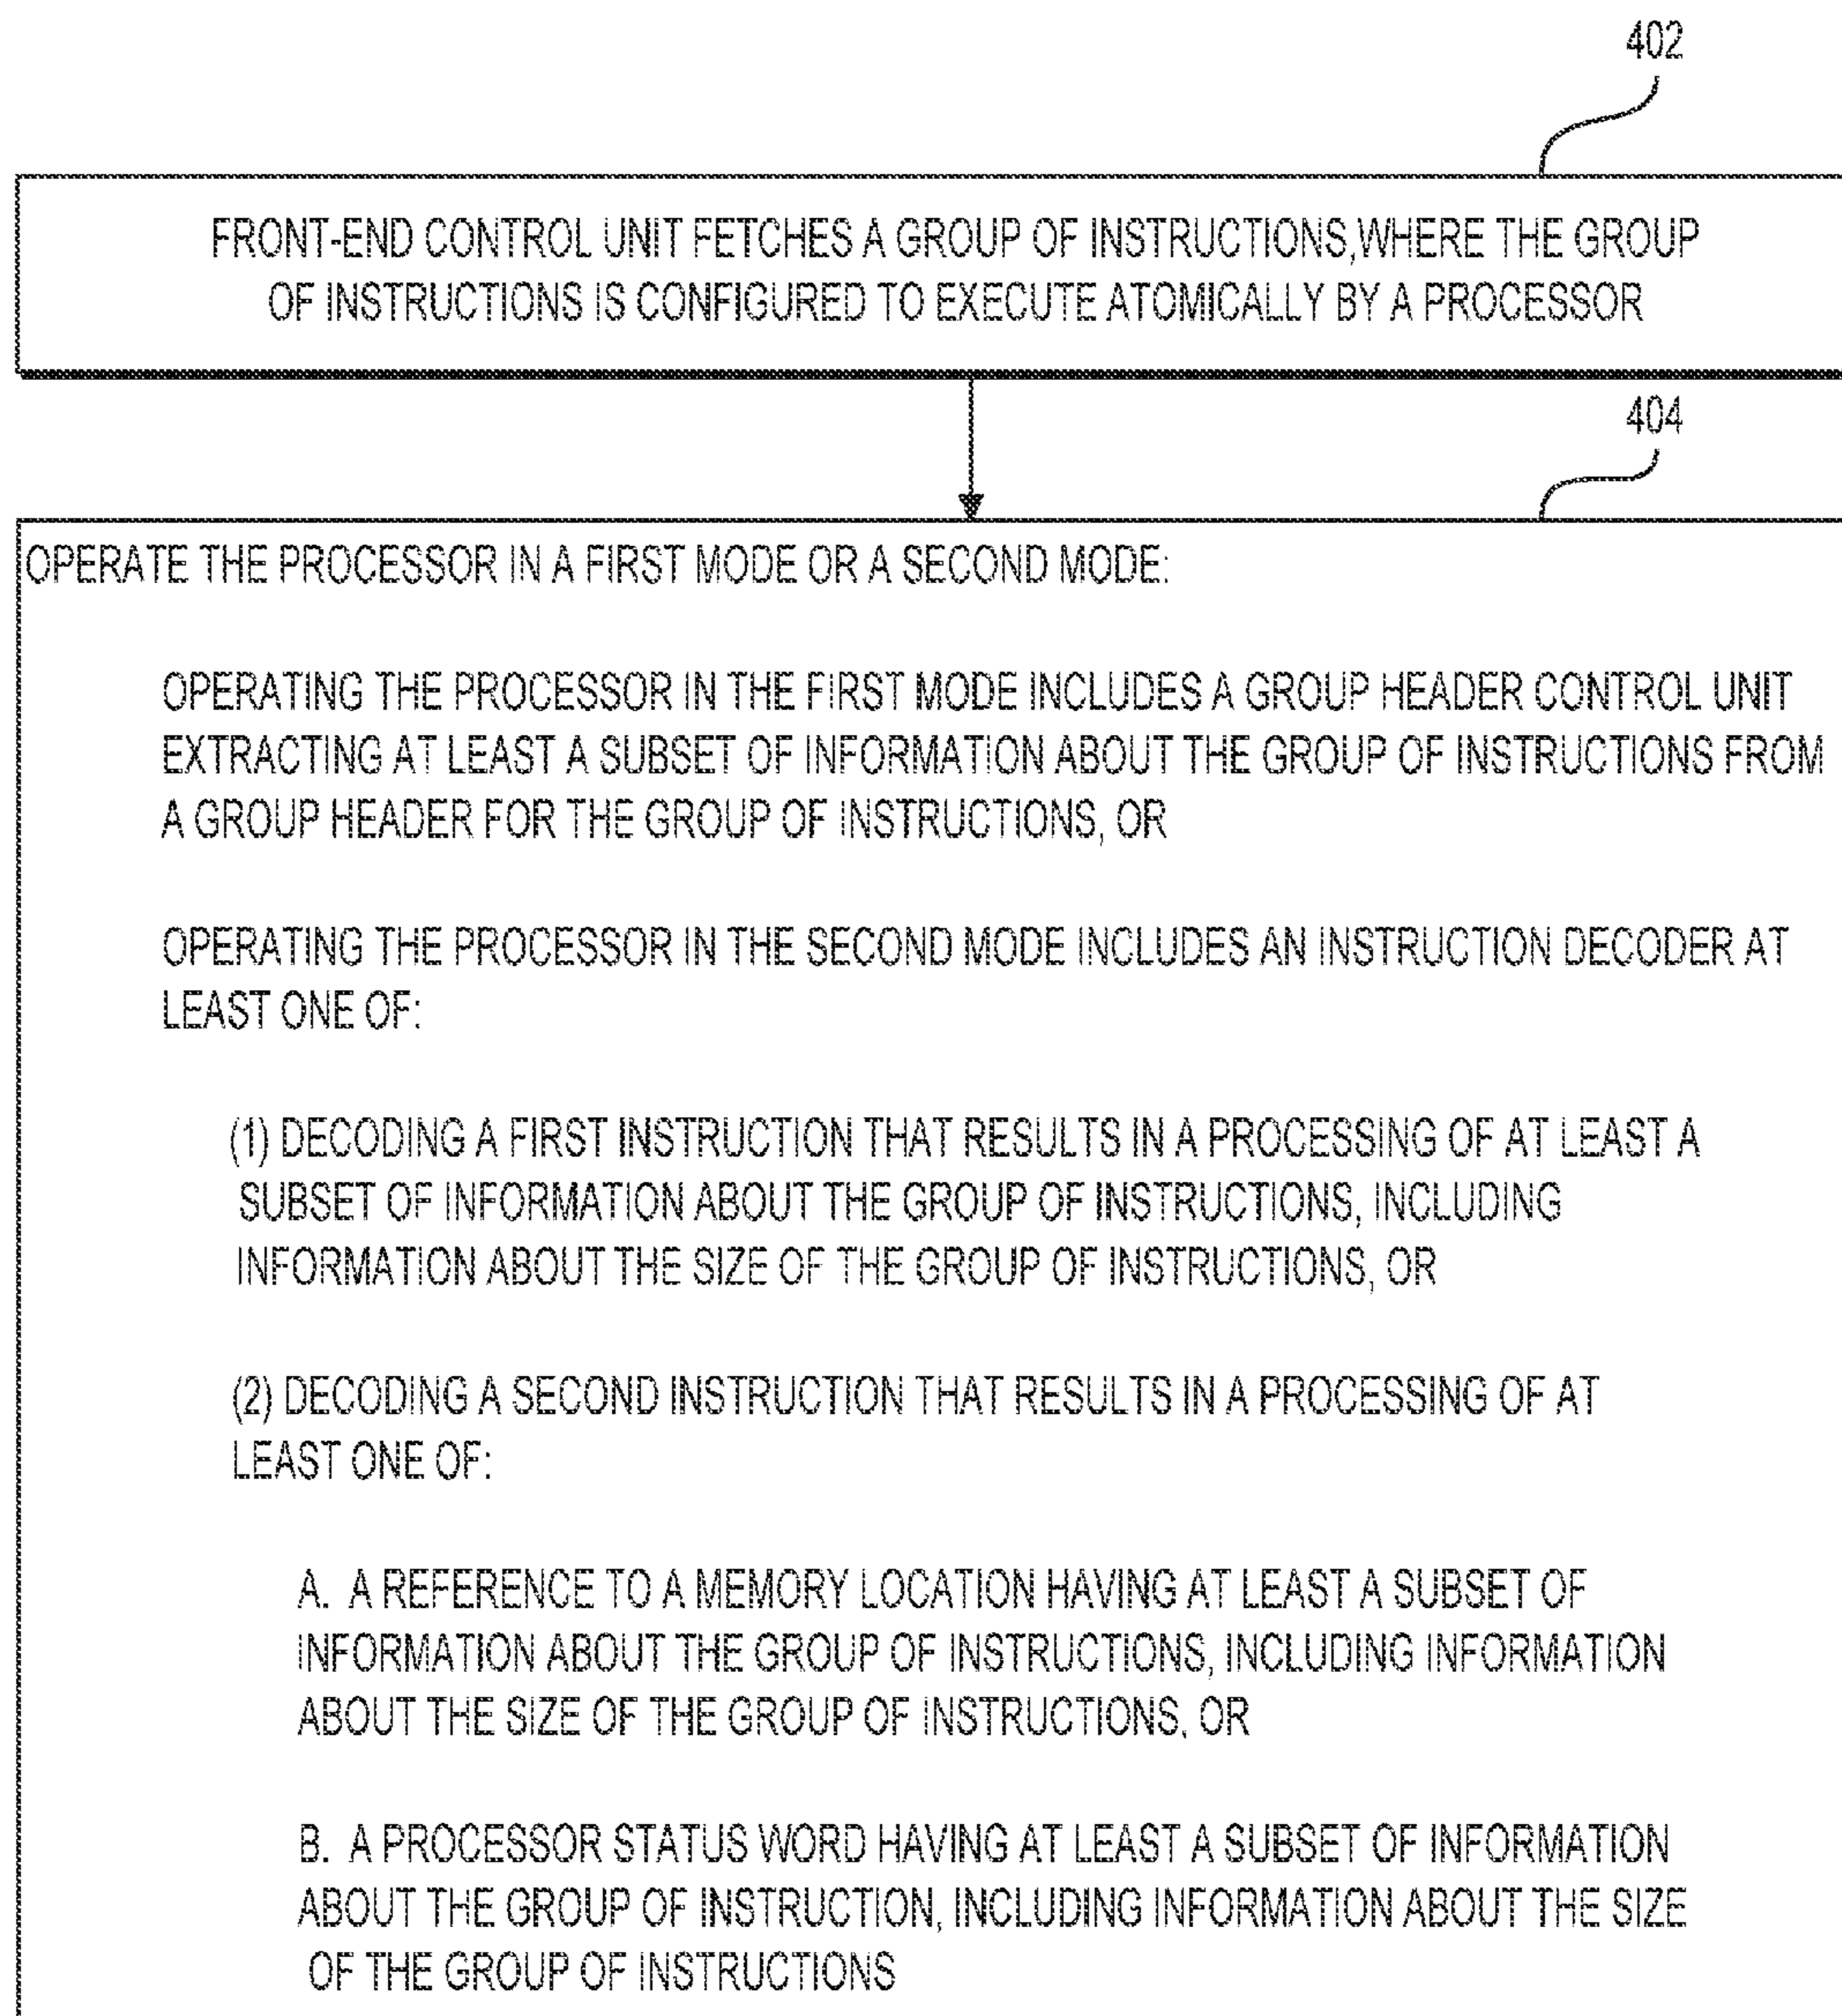 402
FRONT-END CONTROL UNIT FETCHES A GROUP OF INSTRUCTIONS,WHERE THE GROUP
OF INSTRUCTIONS IS CONFIGURED TO EXECUTE ATOMICALLY BY A PROCESSOR
404
OPERATE THE PROCESSOR IN A FIRST MODE OR A SECOND MODE:
OPERATING THE PROCESSOR IN THE FIRST MODE INCLUDES A GROUP HEADER CONTROL UNIT
EXTRACTING AT LEAST A SUBSET OF INFORMATION ABOUT THE GROUP OF INSTRUCTIONS FROM
A GROUP HEADER FOR THE GROUP OF INSTRUCTIONS, OR
OPERATING THE PROCESSOR IN THE SECOND MODE INCLUDES AN INSTRUCTION DECODER AT
LEAST ONE OF:
(1) DECODING A FIRST INSTRUCTION THAT RESULTS IN A PROCESSING OF AT LEAST A
SUBSET OF INFORMATION ABOUT THE GROUP OF INSTRUCTIONS, INCLUDING
INFORMATION ABOUT THE SIZE OF THE GROUP OF INSTRUCTIONS, OR
(2) DECODING A SECOND INSTRUCTION THAT RESULTS IN A PROCESSING OF AT
LEAST ONE OF:
A. A REFERENCE TO A MEMORY LOCATION HAVING AT LEAST A SUBSET OF
INFORMATION ABOUT THE GROUP OF INSTRUCTIONS, INCLUDING INFORMATION
ABOUT THE SIZE OF THE GROUP OF INSTRUCTIONS, OR
B. A PROCESSOR STATUS WORD HAVING AT LEAST A SUBSET OF INFORMATION
ABOUT THE GROUP OF INSTRUCTION, INCLUDING INFORMATION ABOUT THE SIZE
OF THE GROUP OF INSTRUCTIONS